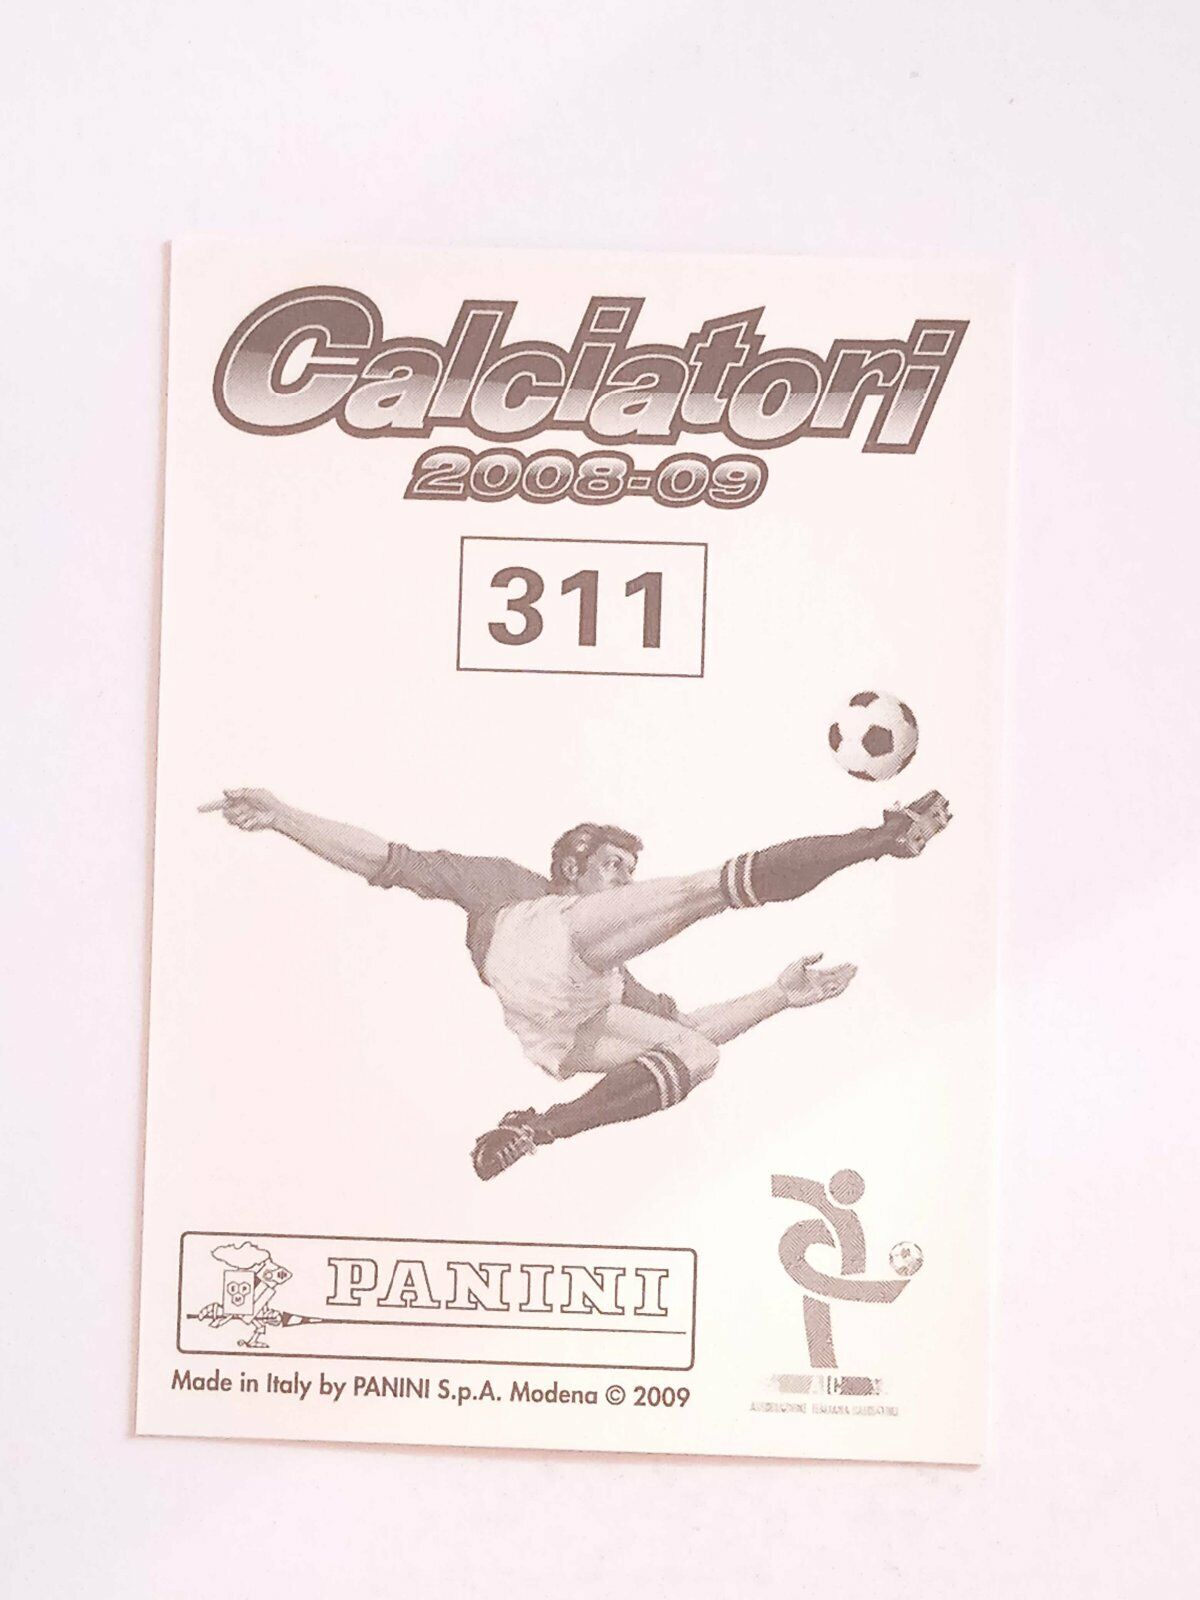 Calciatori
2008-09
311
PANINI
Made in Italy by PANINI S.p.A. Modena © 2009